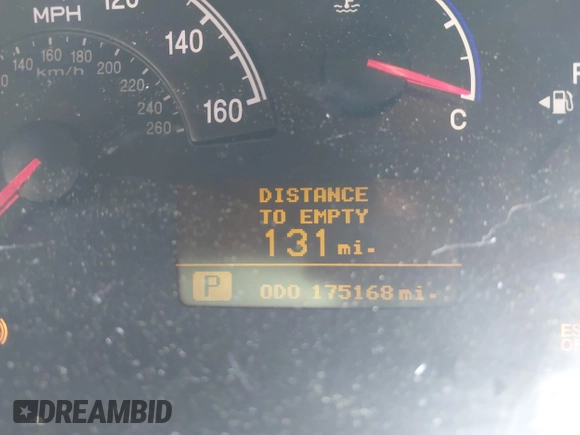 MPH
120
140
160
140 160 180
200
km/h
220
240
260
C
F
DISTANCE
TO EMPTY
131 mi.
P ODO 175168 mi.
DREAMBID